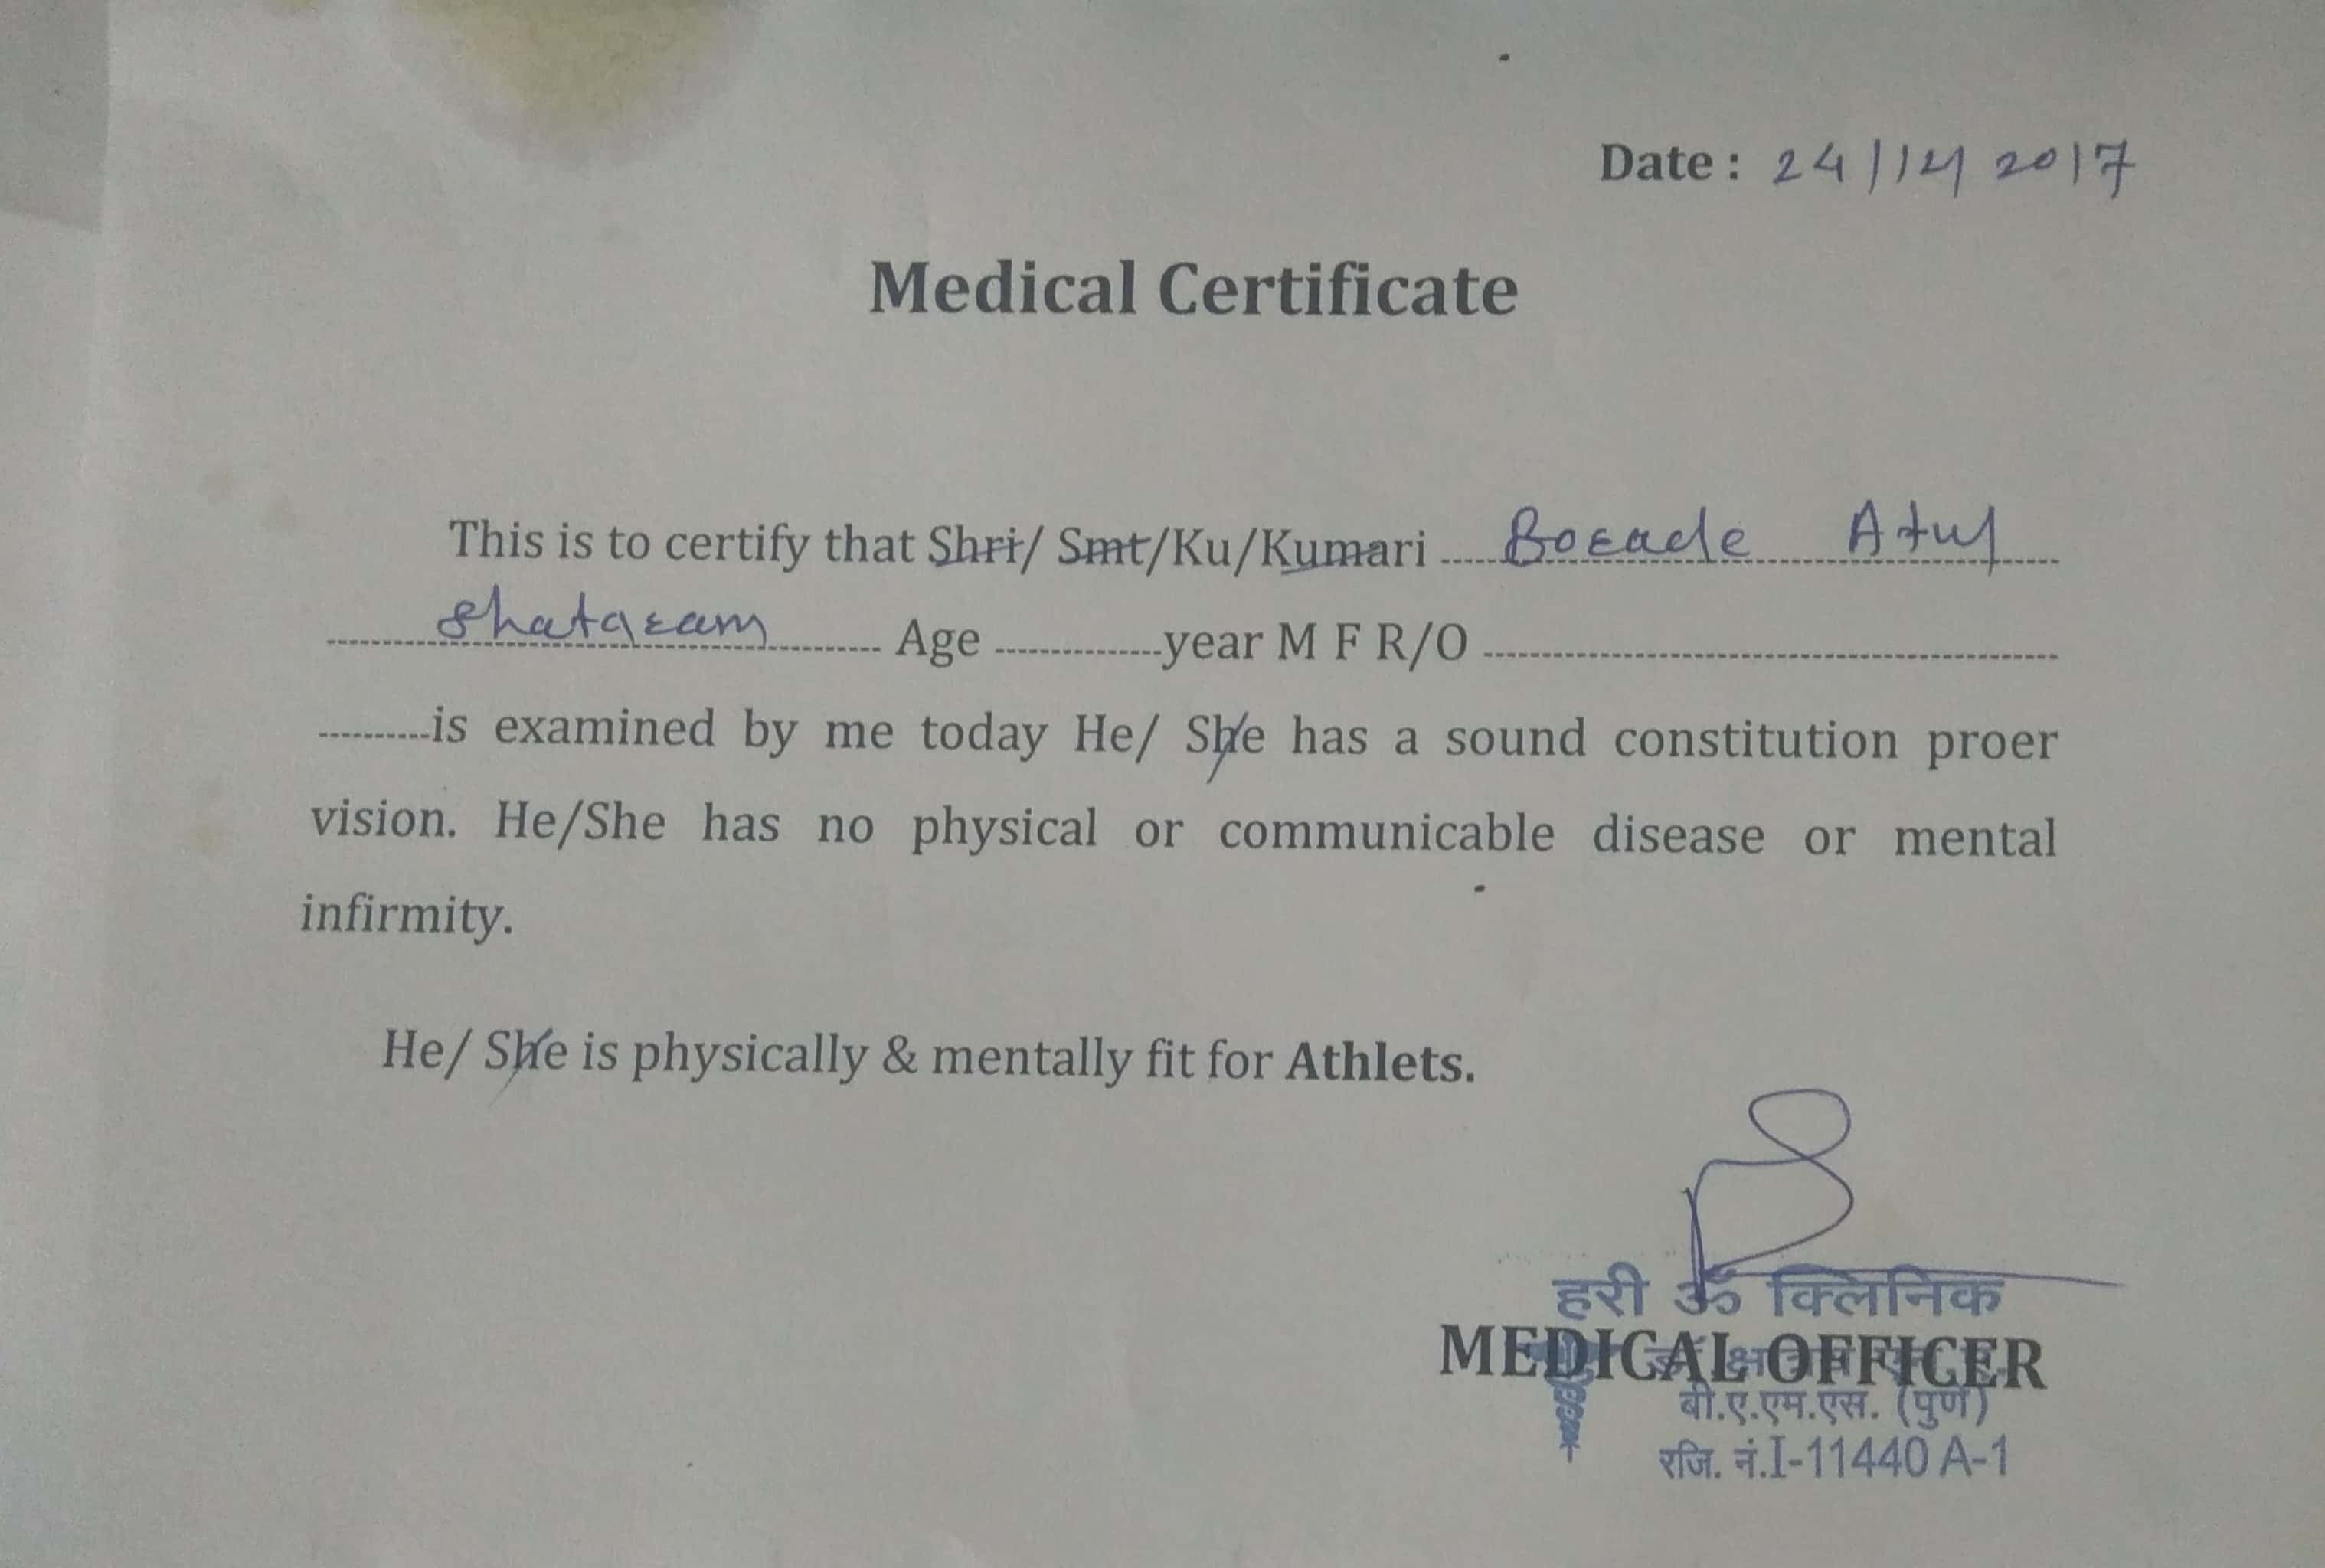 Date : 24/12/2017
Medical Certificate
This is to certify that Shri/ Smt/Ku/Kumari ..... Borade Atul
Shataram Age ............... year M F R/O ...............
..........is examined by me today He/ She has a sound constitution proer
vision. He/She has no physical or communicable disease or mental
infirmity.
He/ She is physically & mentally fit for Athlets.
हरी ॐ क्लिनिक
MEDICAL OFFICER
बी.ए.एम.एस. (पुणे)
रजि. नं.I-11440 A-1